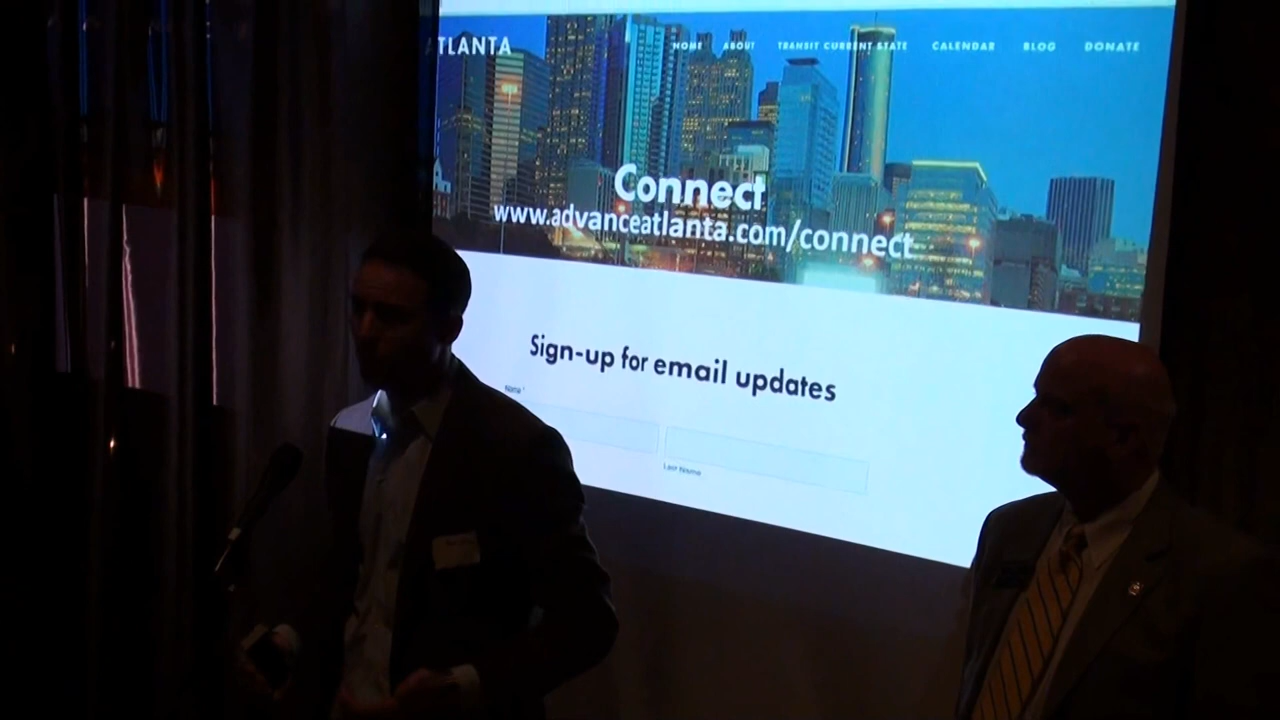 TLANTA
HOME ABOUT TRANSIT CURRENT STATE CALENDAR BLOG DONATE
Connect
www.advanceatlanta.com/connect
Sign-up for email updates
Name *
Last Name